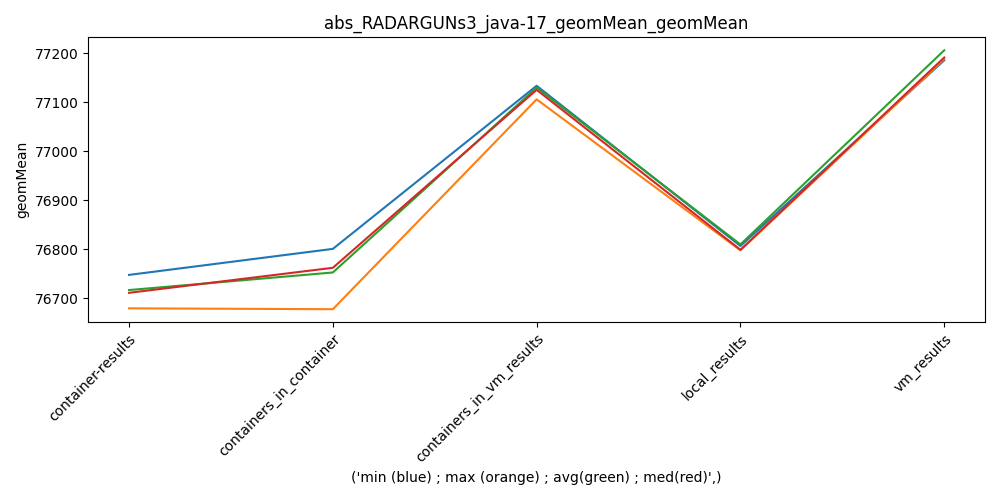 abs_RADARGUNs3_java-17_geomMean_geomMean
geomMean
77200
77100
77000
76900
76800
76700
container-results
containers_in_container
containers_in_vm_results
local_results
vm_results
('min (blue) ; max (orange) ; avg(green) ; med(red)',)